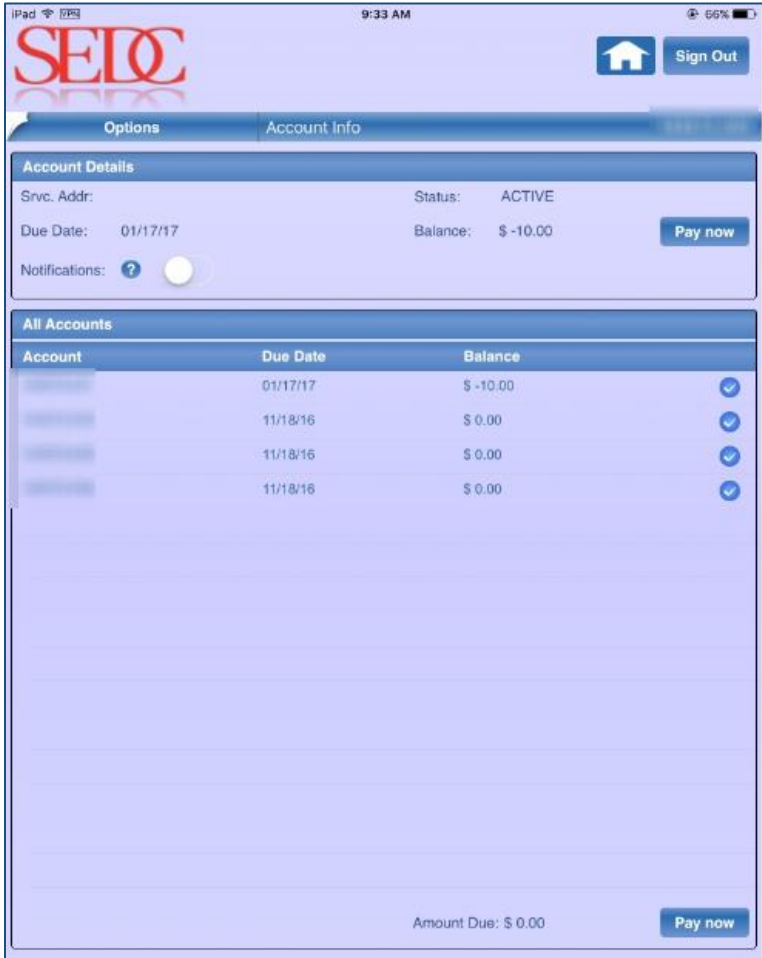 iPad VPN 9:33 AM 66%
SEDC
Sign Out
Options Account Info
Account Details
Srvc. Addr: Status: ACTIVE
Due Date: 01/17/17 Balance: $ -10.00 Pay now
Notifications: ?
All Accounts
Account Due Date Balance
01/17/17 $ -10.00
11/18/16 $ 0.00
11/18/16 $ 0.00
11/18/16 $ 0.00
Amount Due: $ 0.00 Pay now